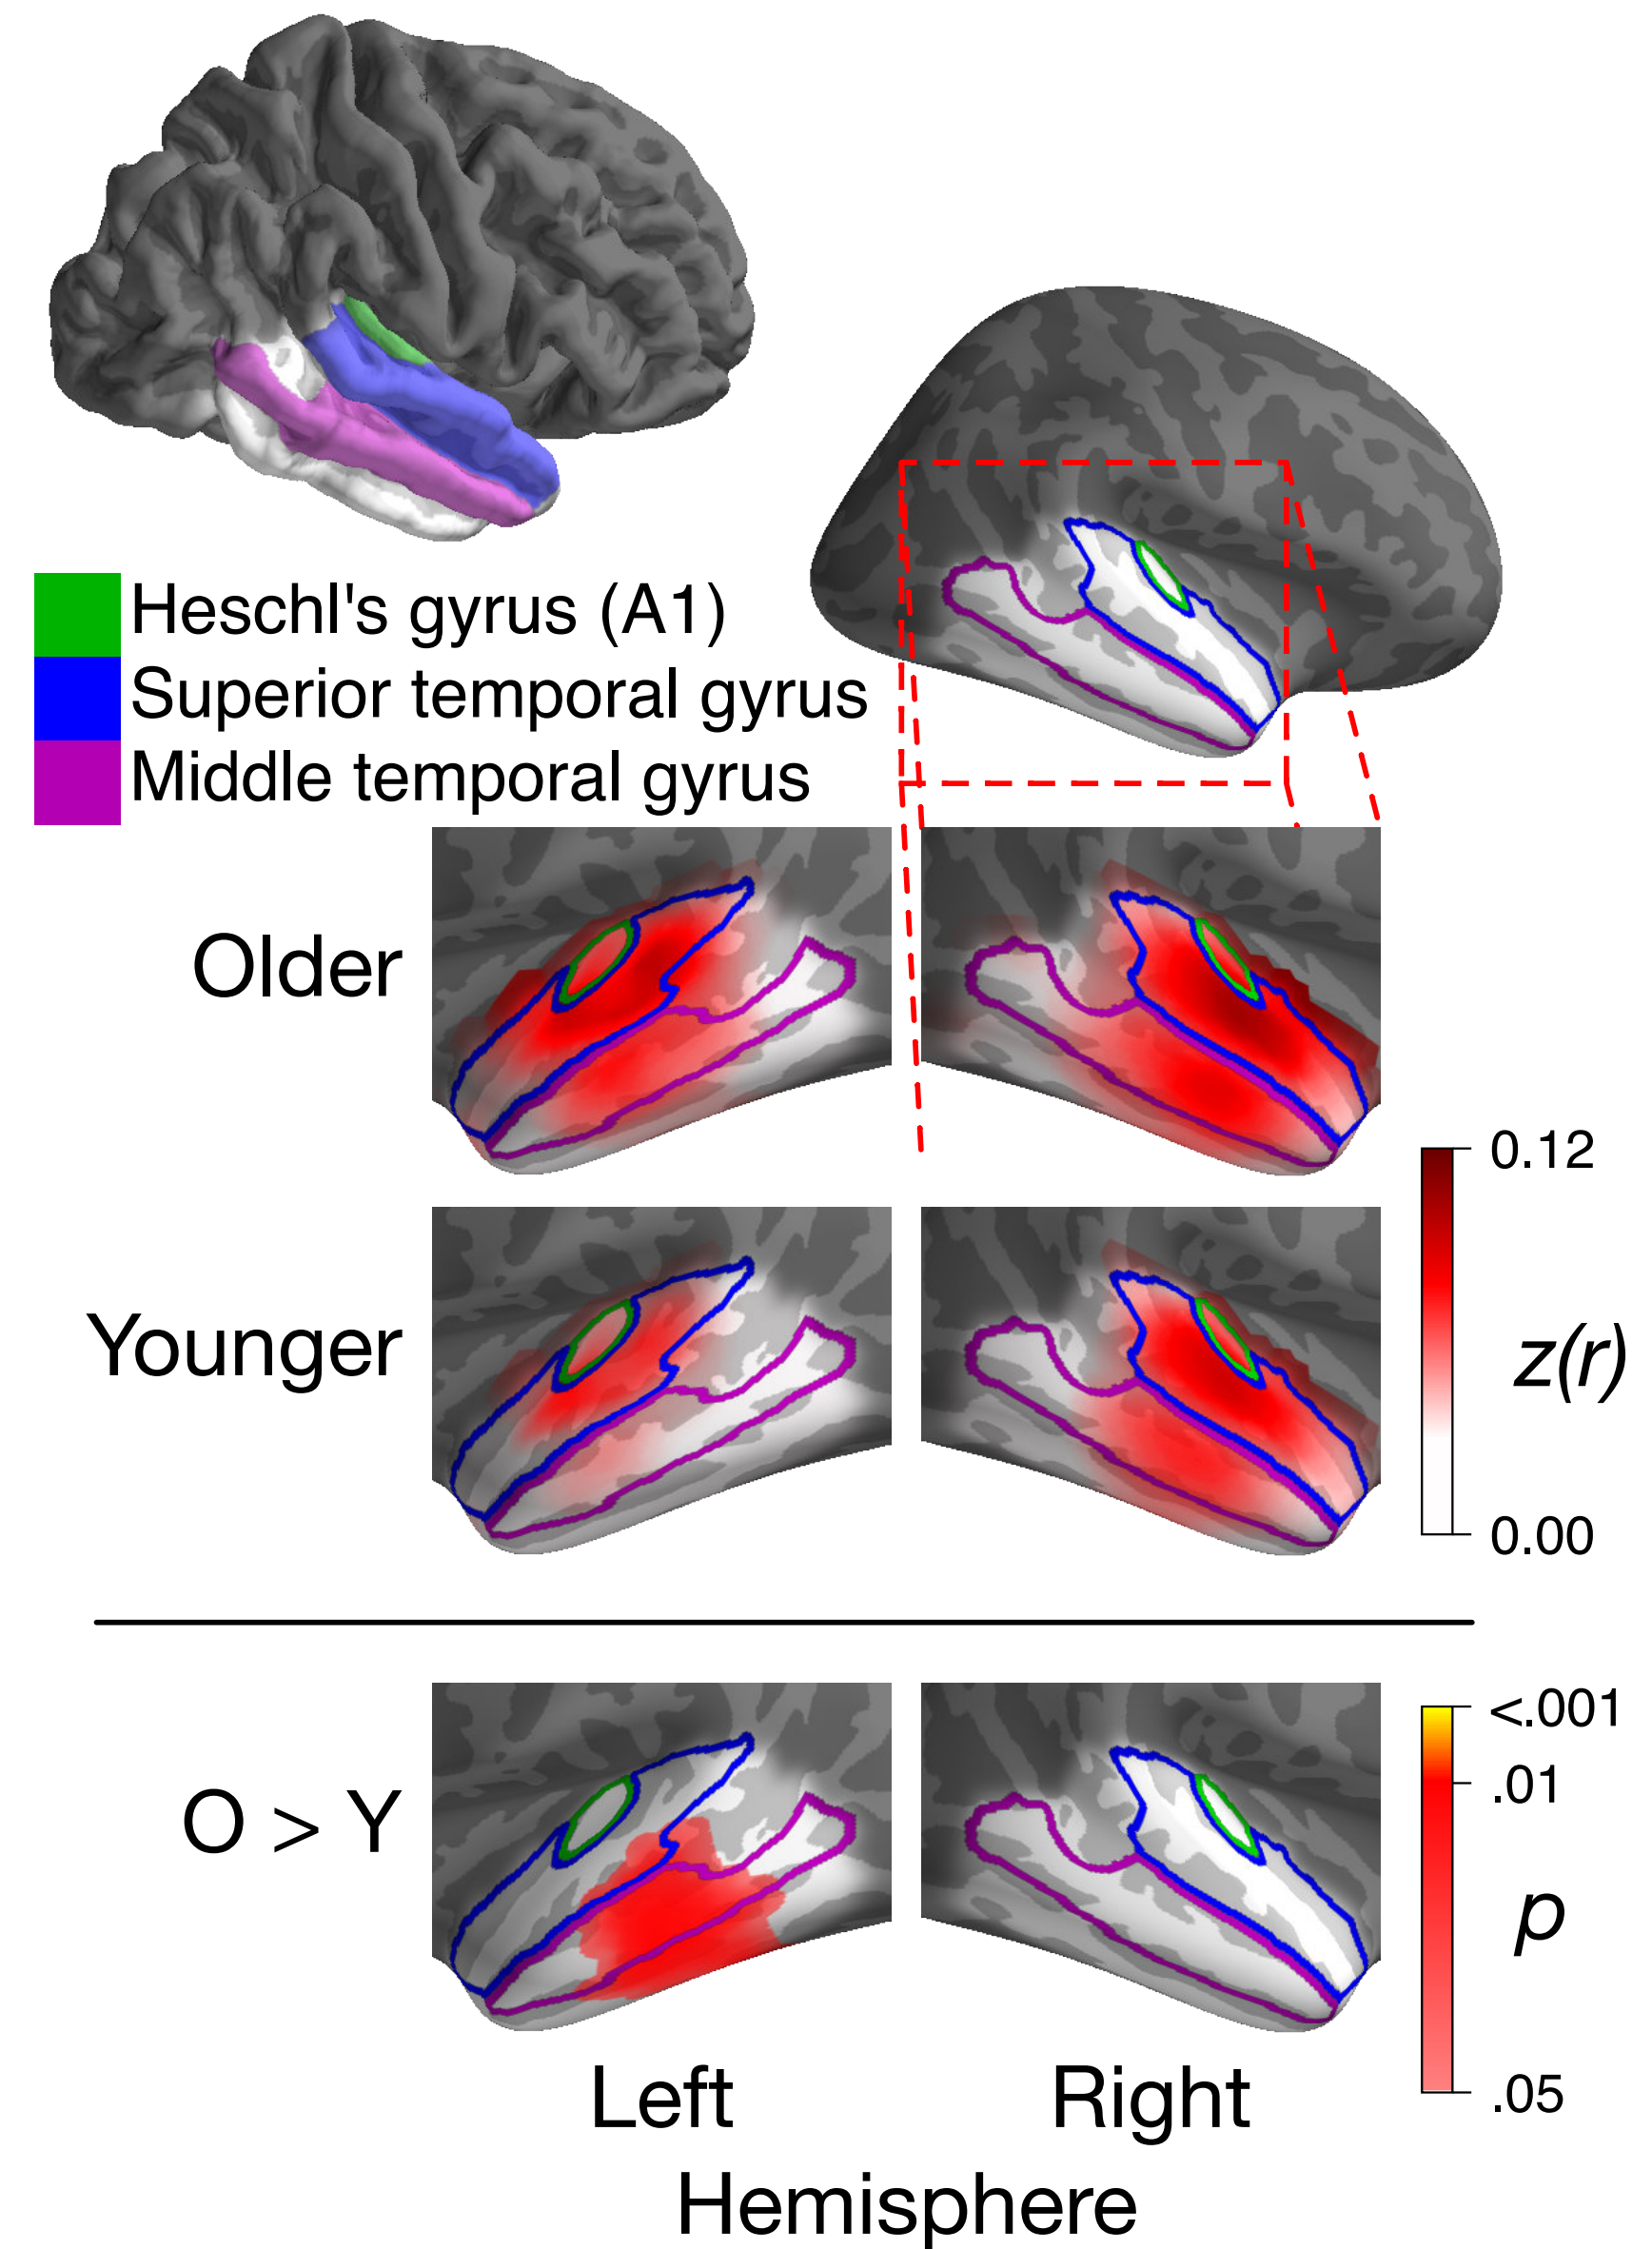 Heschl's gyrus (A1)
Superior temporal gyrus
Middle temporal gyrus
Older
0.12
Younger
z(r)
0.00
<.001
O > Y
.01
p
.05
Left
Right
Hemisphere